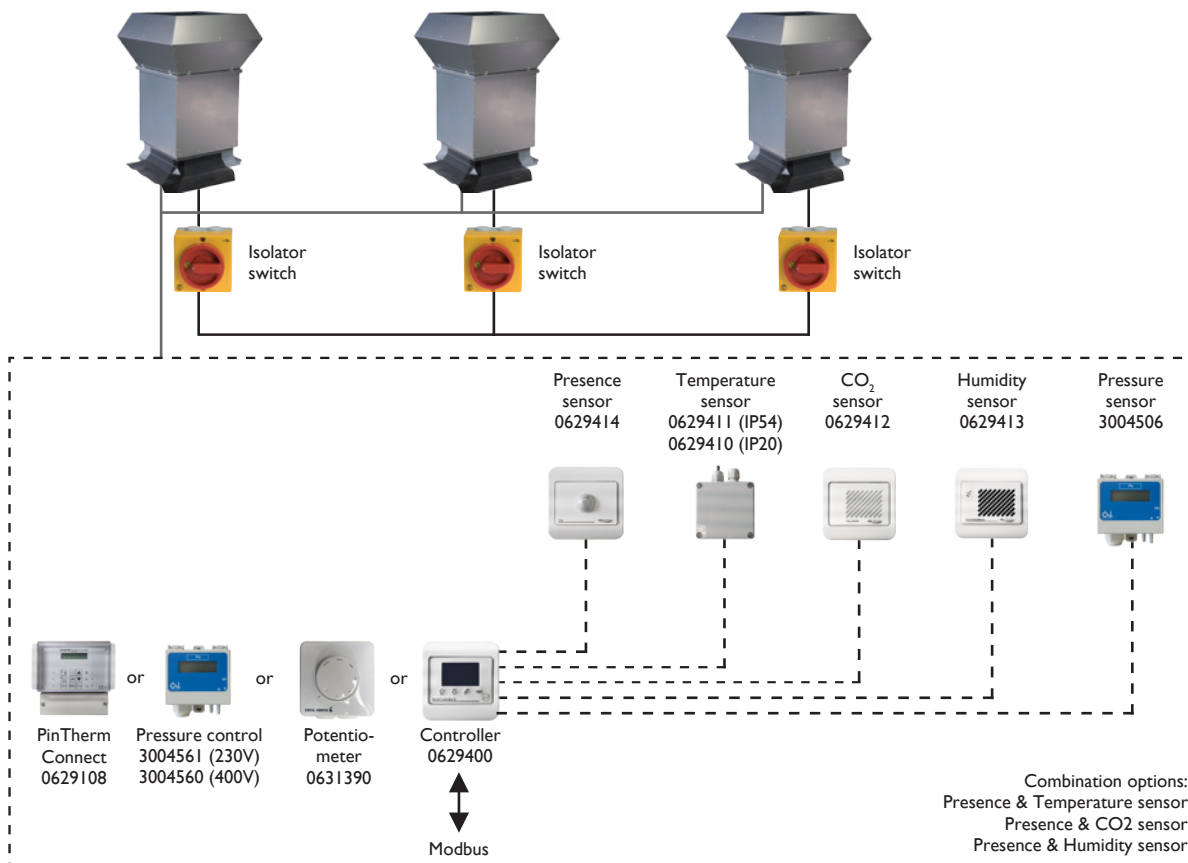 Isolator
switch
Isolator
switch
Isolator
switch
Presence
sensor
0629414
Temperature
sensor
0629411 (IP54)
0629410 (IP20)
CO2
sensor
0629412
Humidity
sensor
0629413
Pressure
sensor
3004506
or
or
or
PinTherm
Connect
0629108
Pressure control
3004561 (230V)
3004560 (400V)
Potentio-
meter
0631390
Controller
0629400
Modbus
Combination options:
Presence & Temperature sensor
Presence & CO2 sensor
Presence & Humidity sensor